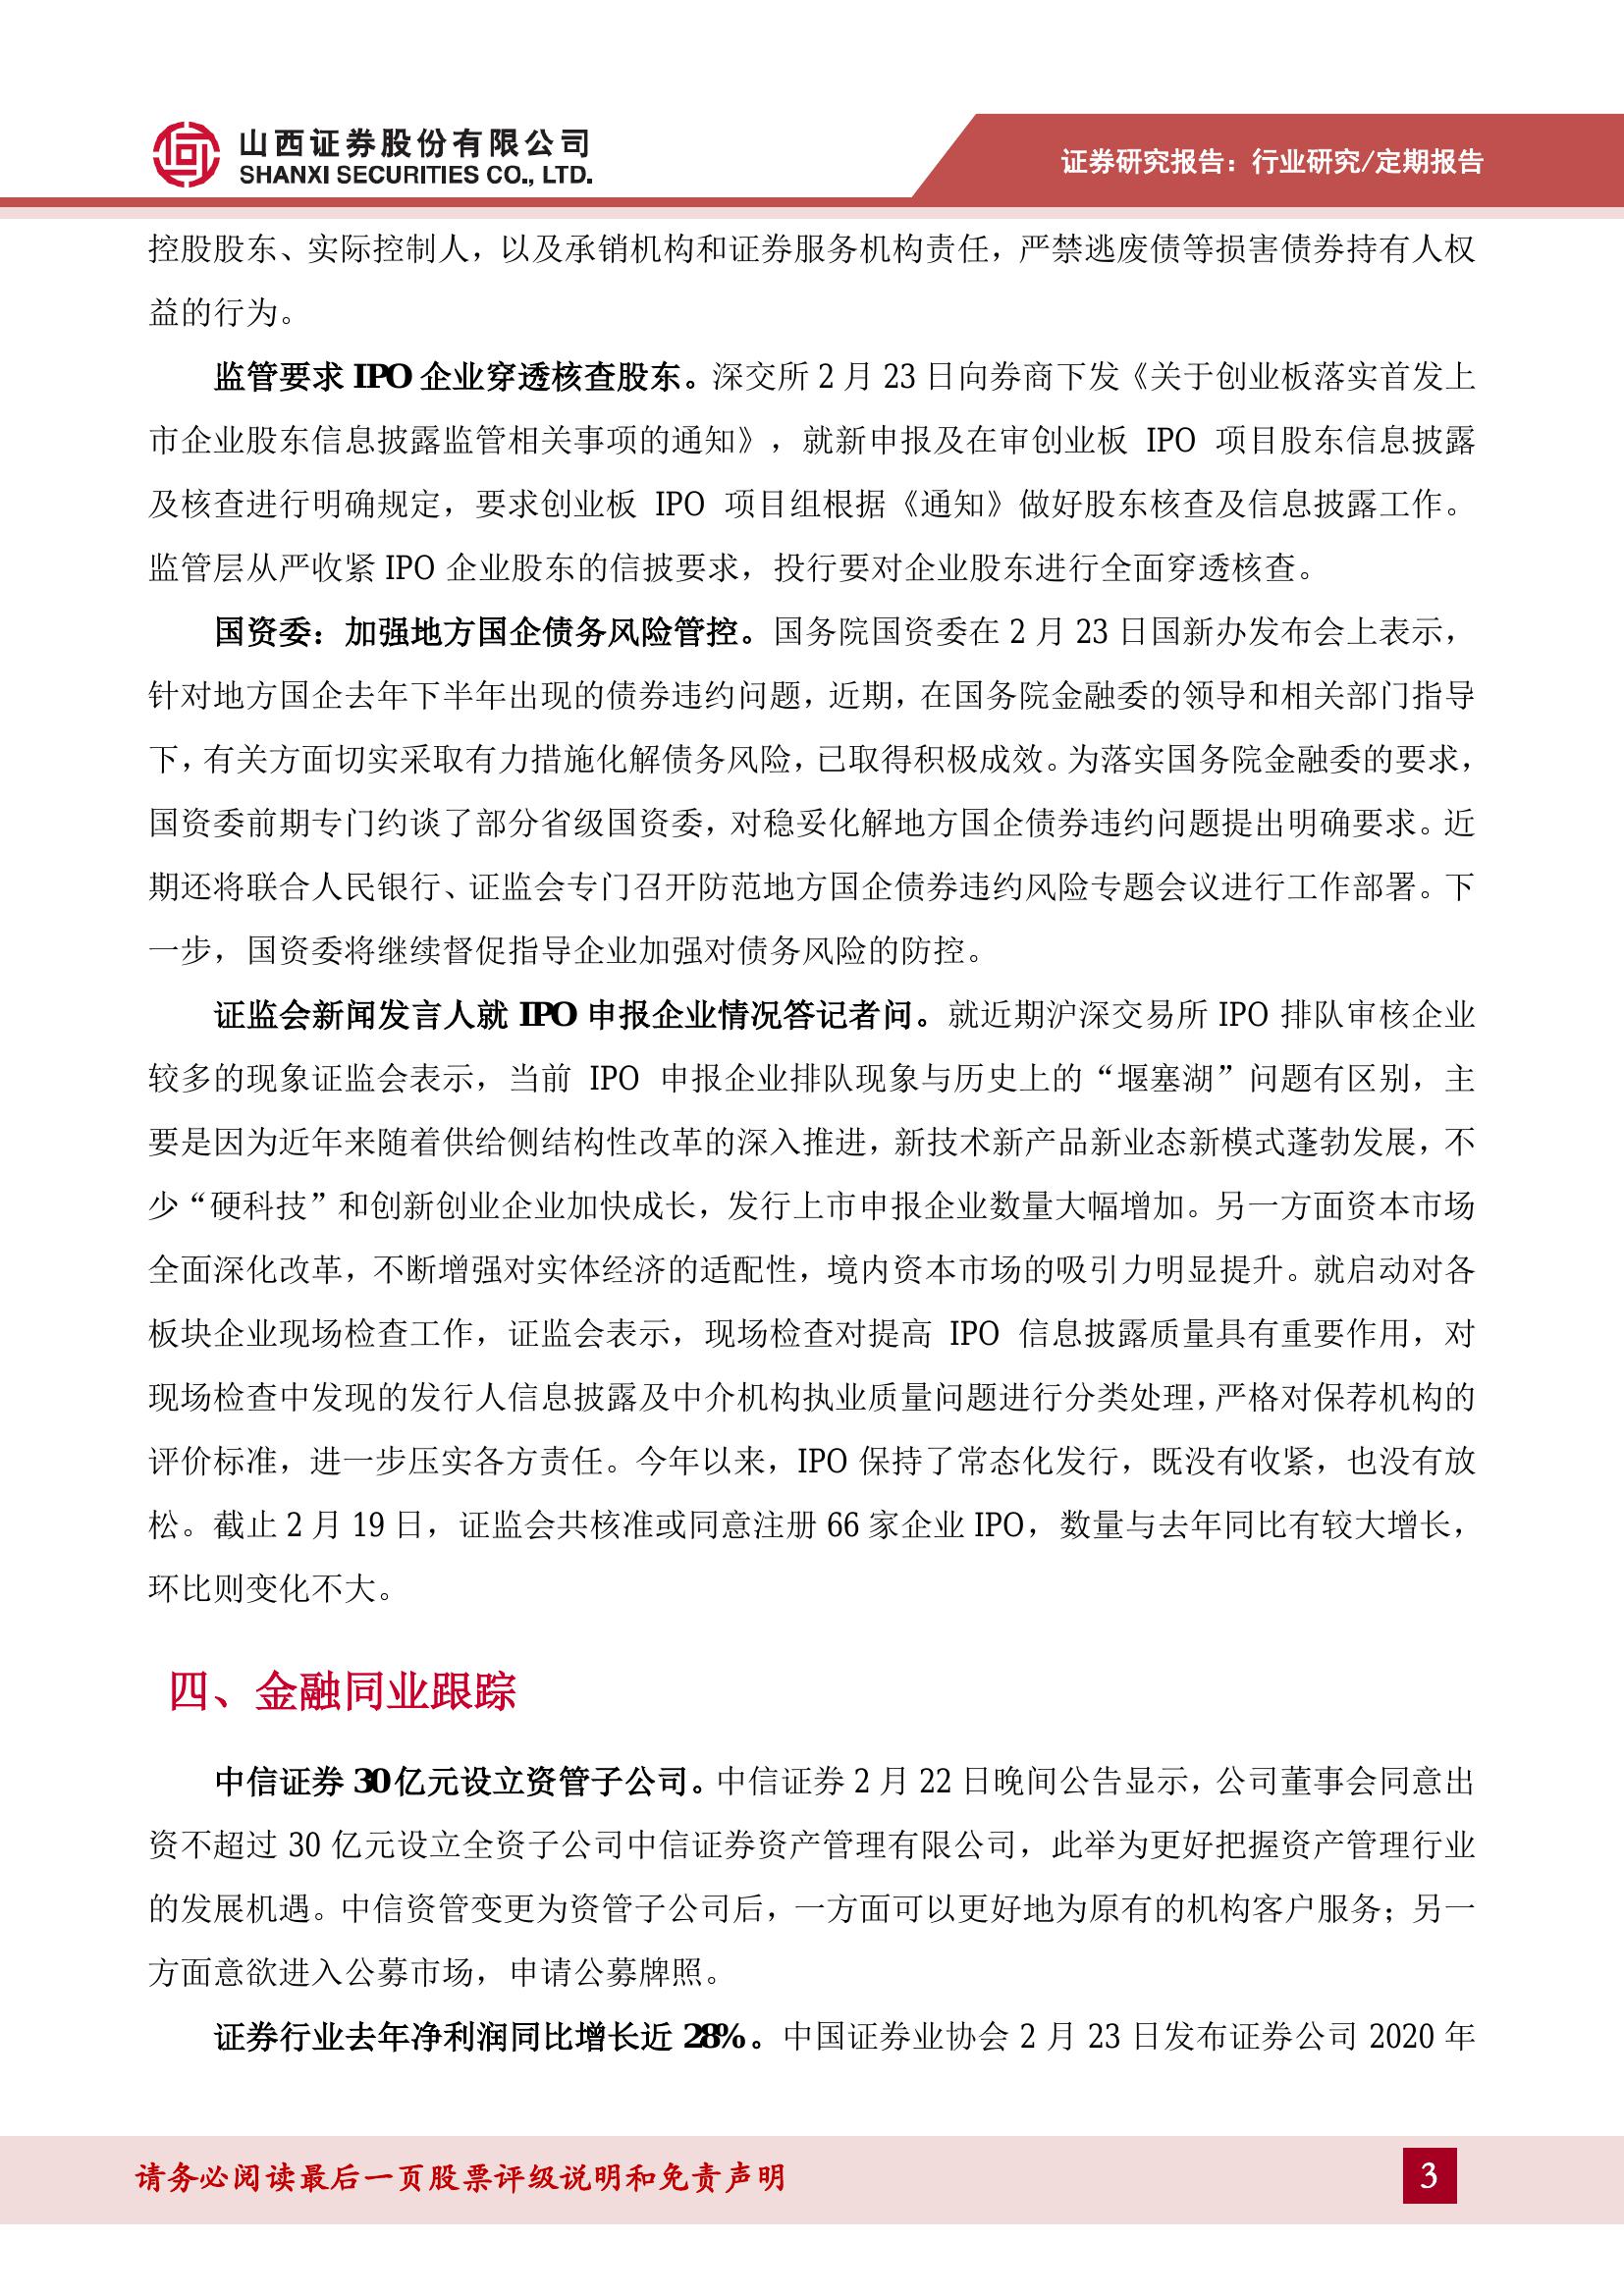 山西证券股份有限公司
SHANXI SECURITIES CO., LTD.
证券研究报告：行业研究/定期报告
控股股东、实际控制人，以及承销机构和证券服务机构责任，严禁逃废债等损害债券持有人权
益的行为。
监管要求 IPO 企业穿透核查股东。深交所 2 月 23 日向券商下发《关于创业板落实首发上
市企业股东信息披露监管相关事项的通知》，就新申报及在审创业板 IPO 项目股东信息披露
及核查进行明确规定，要求创业板 IPO 项目组根据《通知》做好股东核查及信息披露工作。
监管层从严收紧 IPO 企业股东的信披要求，投行要对企业股东进行全面穿透核查。
国资委：加强地方国企债务风险管控。国务院国资委在 2 月 23 日国新办发布会上表示，
针对地方国企去年下半年出现的债券违约问题，近期，在国务院金融委的领导和相关部门指导
下，有关方面切实采取有力措施化解债务风险，已取得积极成效。为落实国务院金融委的要求，
国资委前期专门约谈了部分省级国资委，对稳妥化解地方国企债券违约问题提出明确要求。近
期还将联合人民银行、证监会专门召开防范地方国企债券违约风险专题会议进行工作部署。下
一步，国资委将继续督促指导企业加强对债务风险的防控。
证监会新闻发言人就 IPO 申报企业情况答记者问。就近期沪深交易所 IPO 排队审核企业
较多的现象证监会表示，当前 IPO 申报企业排队现象与历史上的“堰塞湖”问题有区别，主
要是因为近年来随着供给侧结构性改革的深入推进，新技术新产品新业态新模式蓬勃发展，不
少“硬科技”和创新创业企业加快成长，发行上市申报企业数量大幅增加。另一方面资本市场
全面深化改革，不断增强对实体经济的适配性，境内资本市场的吸引力明显提升。就启动对各
板块企业现场检查工作，证监会表示，现场检查对提高 IPO 信息披露质量具有重要作用，对
现场检查中发现的发行人信息披露及中介机构执业质量问题进行分类处理，严格对保荐机构的
评价标准，进一步压实各方责任。今年以来，IPO 保持了常态化发行，既没有收紧，也没有放
松。截止 2 月 19 日，证监会共核准或同意注册 66 家企业 IPO，数量与去年同比有较大增长，
环比则变化不大。
四、金融同业跟踪
中信证券 30 亿元设立资管子公司。中信证券 2 月 22 日晚间公告显示，公司董事会同意出
资不超过 30 亿元设立全资子公司中信证券资产管理有限公司，此举为更好把握资产管理行业
的发展机遇。中信资管变更为资管子公司后，一方面可以更好地为原有的机构客户服务；另一
方面意欲进入公募市场，申请公募牌照。
证券行业去年净利润同比增长近 28%。中国证券业协会 2 月 23 日发布证券公司 2020 年
请务必阅读最后一页股票评级说明和免责声明
3